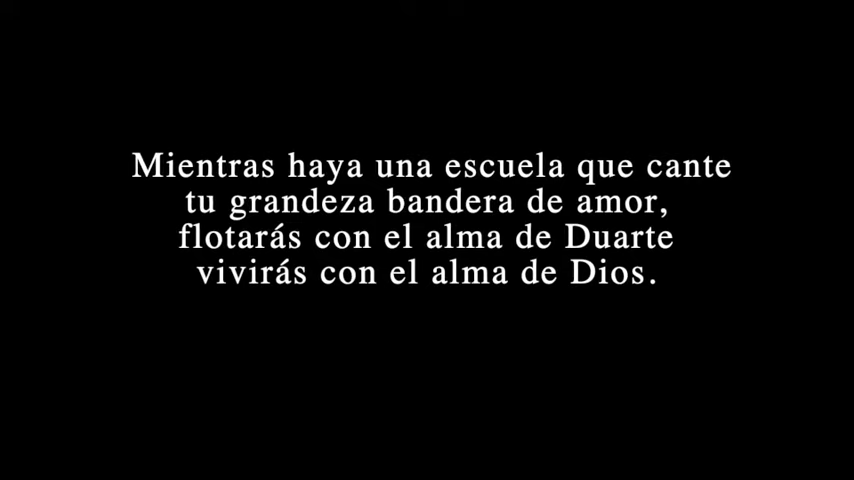 Mientras haya una escuela que cante
tu grandeza bandera de amor,
flotarás con el alma de Duarte
vivirás con el alma de Dios.